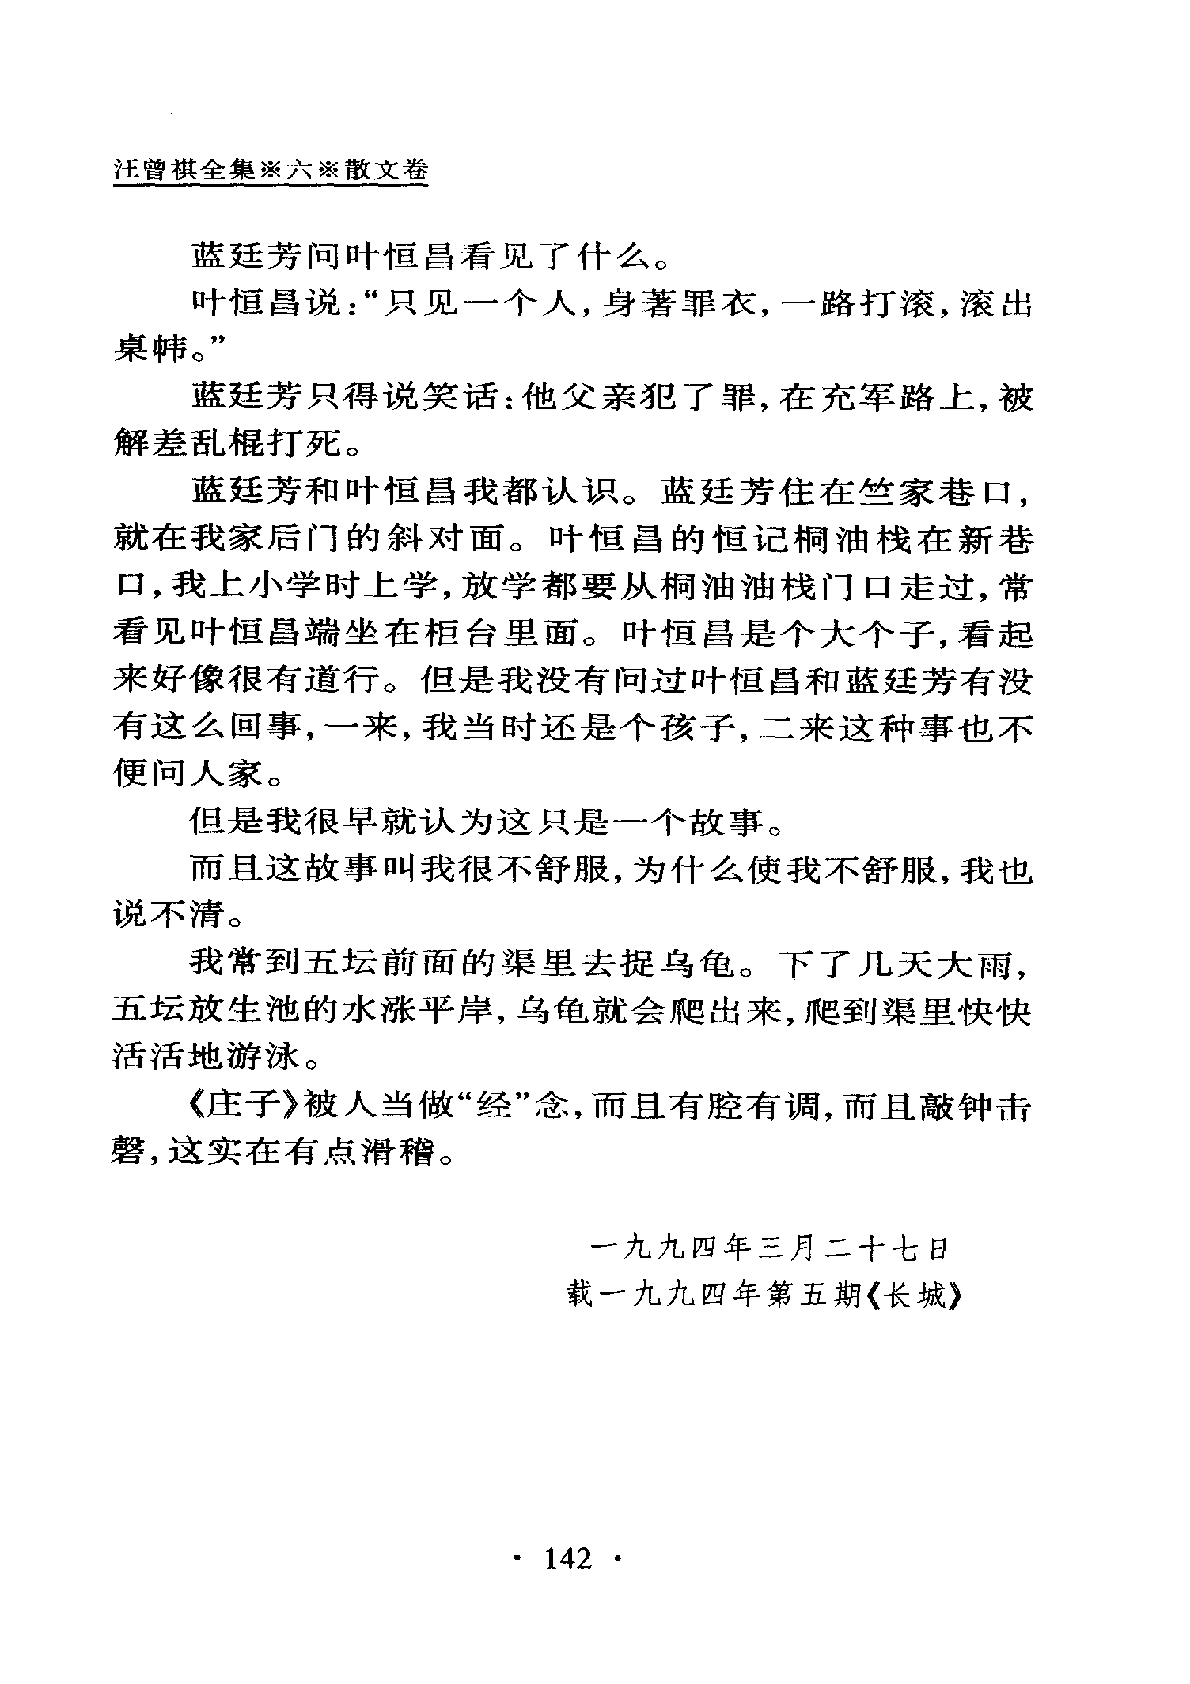 汪曾祺全集※六※散文卷
蓝廷芳问叶恒昌看见了什么。
叶恒昌说:“只见一个人,身著罪衣,一路打滚,滚出
桌帏。”
蓝廷芳只得说笑话:他父亲犯了罪,在充军路上,被
解差乱棍打死。
蓝廷芳和叶恒昌我都认识。蓝廷芳住在竺家巷口,
就在我家后门的斜对面。叶恒昌的恒记桐油栈在新巷
口,我上小学时上学,放学都要从桐油油栈门口走过,常
看见叶恒昌端坐在柜台里面。叶恒昌是个大个子,看起
来好像很有道行。但是我没有问过叶恒昌和蓝廷芳有没
有这么回事,一来,我当时还是个孩子,二来这种事也不
便问人家。
但是我很早就认为这只是一个故事。
而且这故事叫我很不舒服,为什么使我不舒服,我也
说不清。
我常到五坛前面的渠里去捉乌龟。下了几天大雨,
五坛放生池的水涨平岸,乌龟就会爬出来,爬到渠里快快
活活地游泳。
《庄子》被人当做“经”念,而且有腔有调,而且敲钟击
磬,这实在有点滑稽。
一九九四年三月二十七日
载一九九四年第五期《长城》
· 142 ·